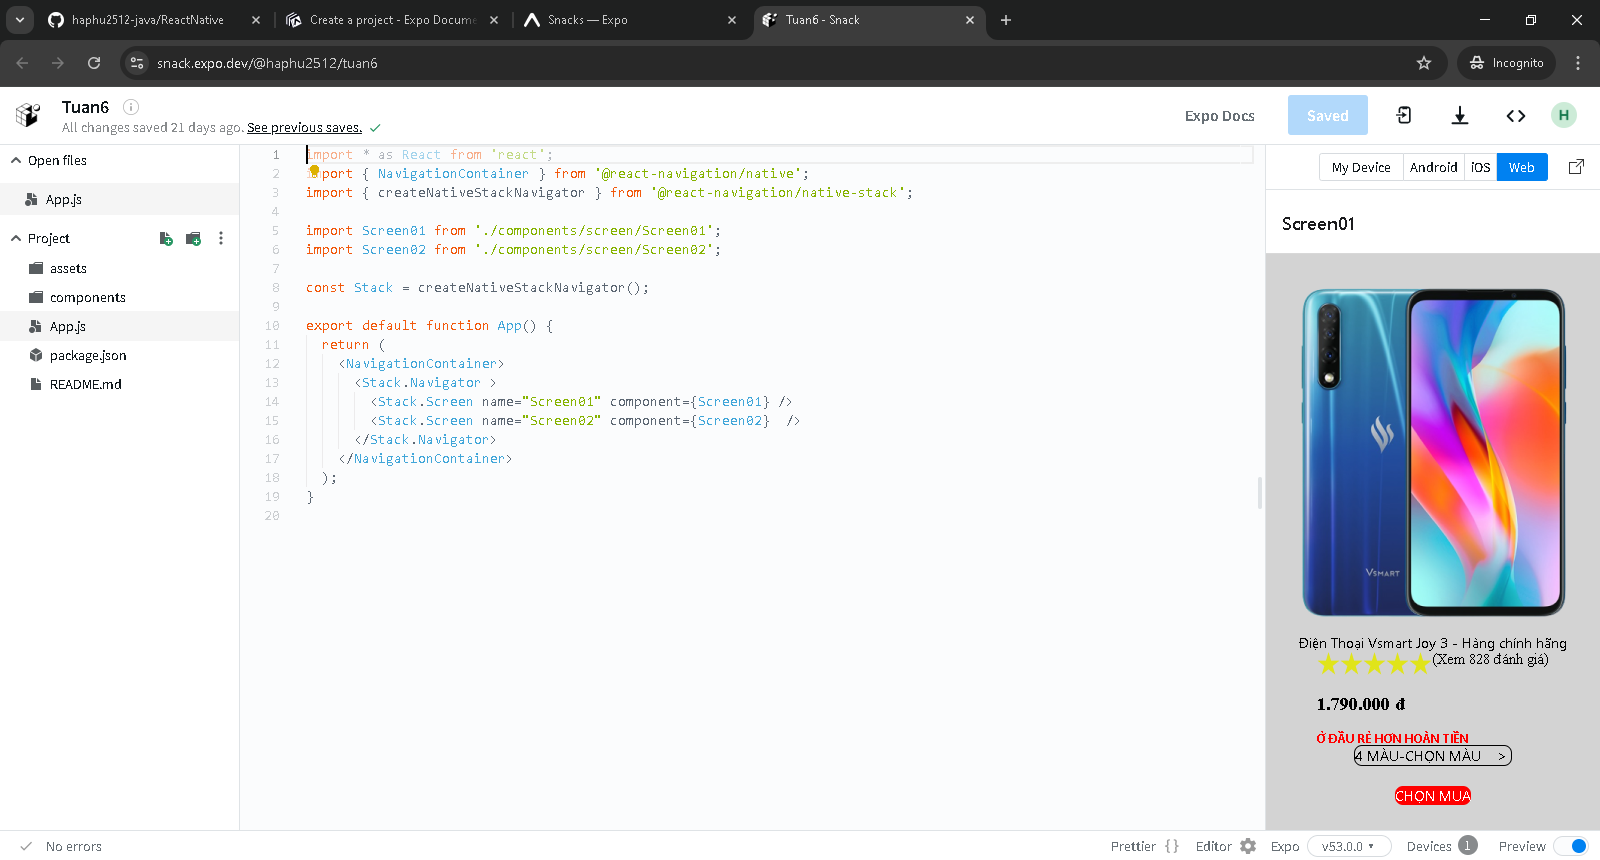 haphu2512-java/ReactNative
Create a project - Expo Docume
Snacks — Expo
Tuan6 - Snack
snack.expo.dev/@haphu2512/tuan6
Incognito
Tuan6
All changes saved 21 days ago. See previous saves.
Expo Docs
Saved
H
Open files
App.js
Project
assets
components
App.js
package.json
README.md
1 import * as React from 'react';
2 import { NavigationContainer } from '@react-navigation/native';
3 import { createNativeStackNavigator } from '@react-navigation/native-stack';
4
5 import Screen01 from './components/screen/Screen01';
6 import Screen02 from './components/screen/Screen02';
7
8 const Stack = createNativeStackNavigator();
9
10 export default function App() {
11 return (
12 <NavigationContainer>
13 <Stack.Navigator >
14 <Stack.Screen name="Screen01" component={Screen01} />
15 <Stack.Screen name="Screen02" component={Screen02}  />
16 </Stack.Navigator>
17 </NavigationContainer>
18 );
19 }
20
My Device
Android
iOS
Web
Screen01
VSMART
Điện Thoại Vsmart Joy 3 - Hàng chính hãng
(Xem 828 đánh giá)
1.790.000 đ
Ở ĐÂU RẺ HƠN HOÀN TIỀN
4 MÀU-CHỌN MÀU >
CHỌN MUA
No errors
Prettier {}
Editor
Expo
v53.0.0
Devices 1
Preview